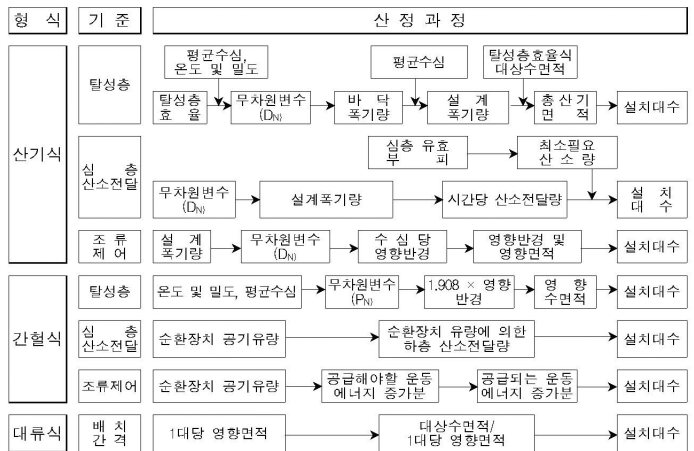 형 식 기 준 산 정 과 정
산기식
탈성층
평균수심,
온도 및 밀도
평균수심
탈성층효율식
대상수면적
탈성층
효 율
무차원변수
(DN)
바 닥
폭기량
설 계
폭기량
총산기
면 적
설치대수
심 층
산소전달
심층 유효
부 피
최소필요
산 소 량
무차원변수
(DN)
설계폭기량
시간당 산소전달량
설 치
대 수
조 류
제 어
설 계
폭기량
무차원변수
(DN)
수 심 당
영향반경
영향반경 및
영향면적
설치대수
간헐식
탈성층
온도 및 밀도, 평균수심
무차원변수
(PN)
1.908 × 영향
반경
영 향
수면적
설치대수
심 층
산소전달
순환장치 공기유량
순환장치 유량에 의한
하층 산소전달량
설치대수
조류제어
순환장치 공기유량
공급해야할 운동
에너지 증가분
공급되는 운동
에너지 증가분
설치대수
대류식
배 치
간 격
1대당 영향면적
대상수면적/
1대당 영향면적
설치대수